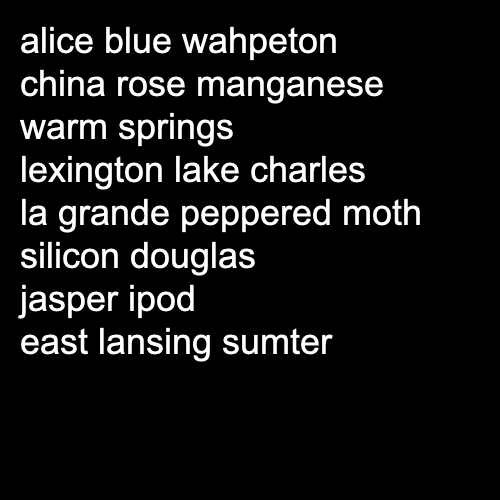 alice blue wahpeton
china rose manganese
warm springs
lexington lake charles
la grande peppered moth
silicon douglas
jasper ipod
east lansing sumter